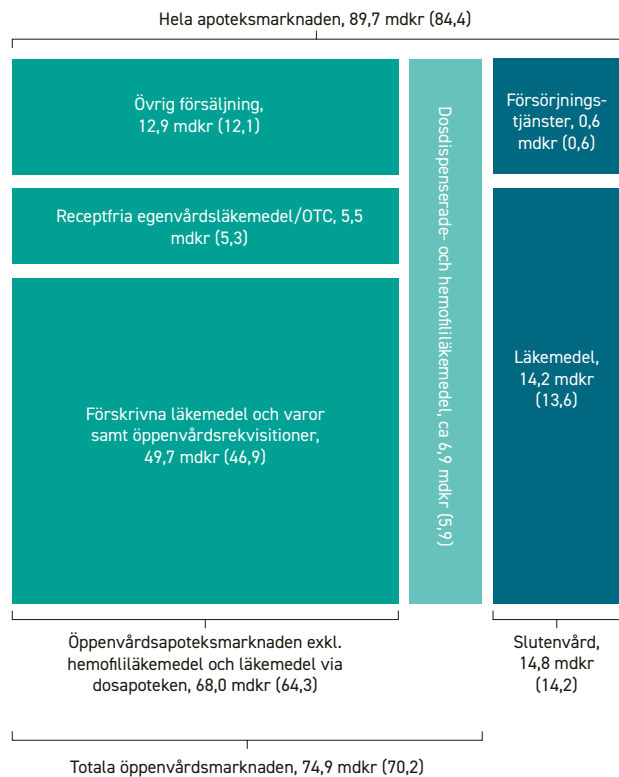 Hela apoteksmarknaden, 89,7 mdkr (84,4)
Övrig försäljning,
12,9 mdkr (12,1)
Receptfria egenvårdsläkemedel/OTC, 5,5
mdkr (5,3)
Förskrivna läkemedel och varor
samt öppenvårdsrekvisitioner,
49,7 mdkr (46,9)
Dosdispenserade- och hemofililäkemedel, ca 6,9 mdkr (5,9)
Försörjnings-
tjänster, 0,6
mdkr (0,6)
Läkemedel,
14,2 mdkr
(13,6)
Öppenvårdsapoteksmarknaden exkl.
hemofililäkemedel och läkemedel via
dosapoteken, 68,0 mdkr (64,3)
Slutenvård,
14,8 mdkr
(14,2)
Totala öppenvårdsmarknaden, 74,9 mdkr (70,2)